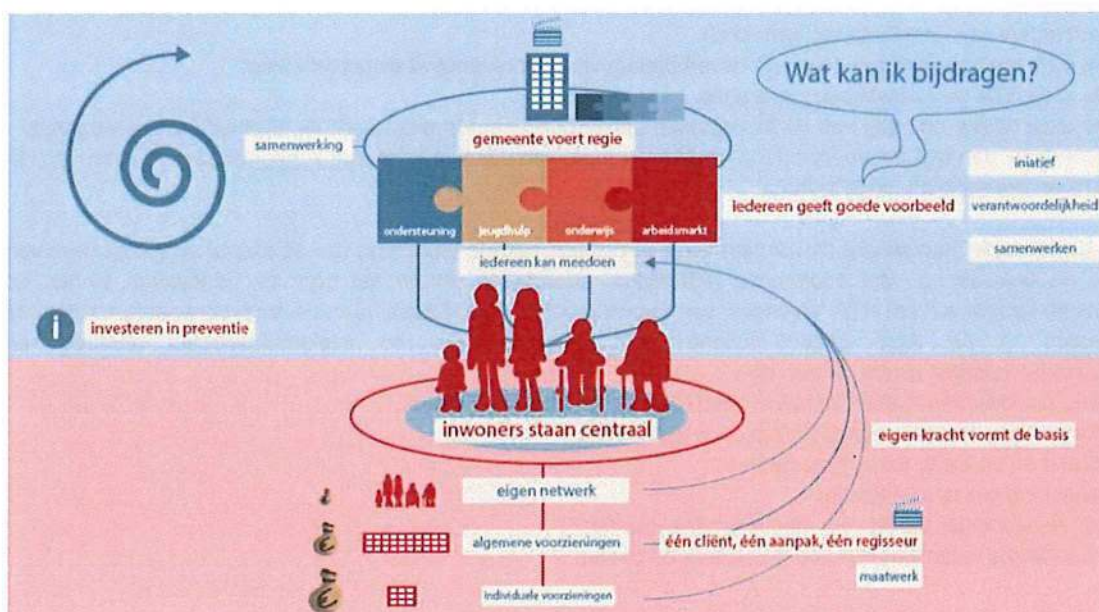 Wat kan ik bijdragen?
samenwerking
gemeente voert regie
iniatief
iedereen geeft goede voorbeeld
verantwoordelijkheid
samenwerken
ondersteuning
jeugdhulp
onderwijs
arbeidsmarkt
iedereen kan meedoen
i
investeren in preventie
inwoners staan centraal
eigen kracht vormt de basis
eigen netwerk
€
algemene voorzieningen
één cliënt, één aanpak, één regisseur
maatwerk
€
individuele voorzieningen